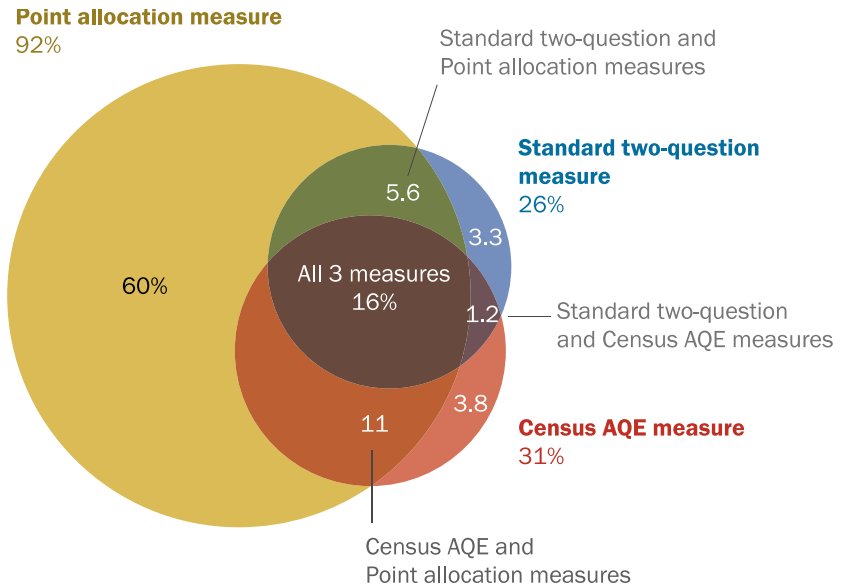 Point allocation measure
92%
Standard two-question and
Point allocation measures
Standard two-question
measure
26%
5.6
3.3
All 3 measures
16%
60%
1.2
Standard two-question
and Census AQE measures
3.8
11
Census AQE measure
31%
Census AQE and
Point allocation measures